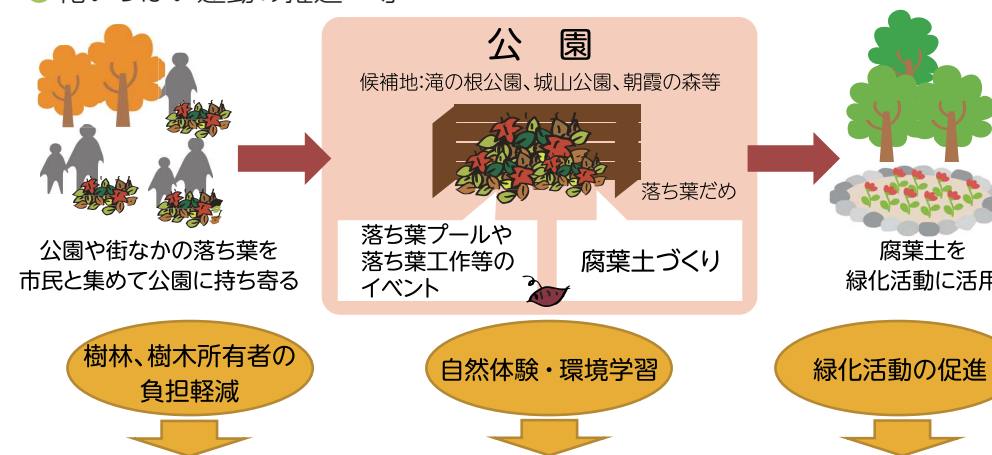 公園
候補地:滝の根公園、城山公園、朝霞の森等
落ち葉だめ
落ち葉プールや
落ち葉工作等の
イベント
腐葉土づくり
公園や街なかの落ち葉を
市民と集めて公園に持ち寄る
腐葉土を
緑化活動に活用
樹林、樹木所有者の
負担軽減
自然体験・環境学習
緑化活動の促進